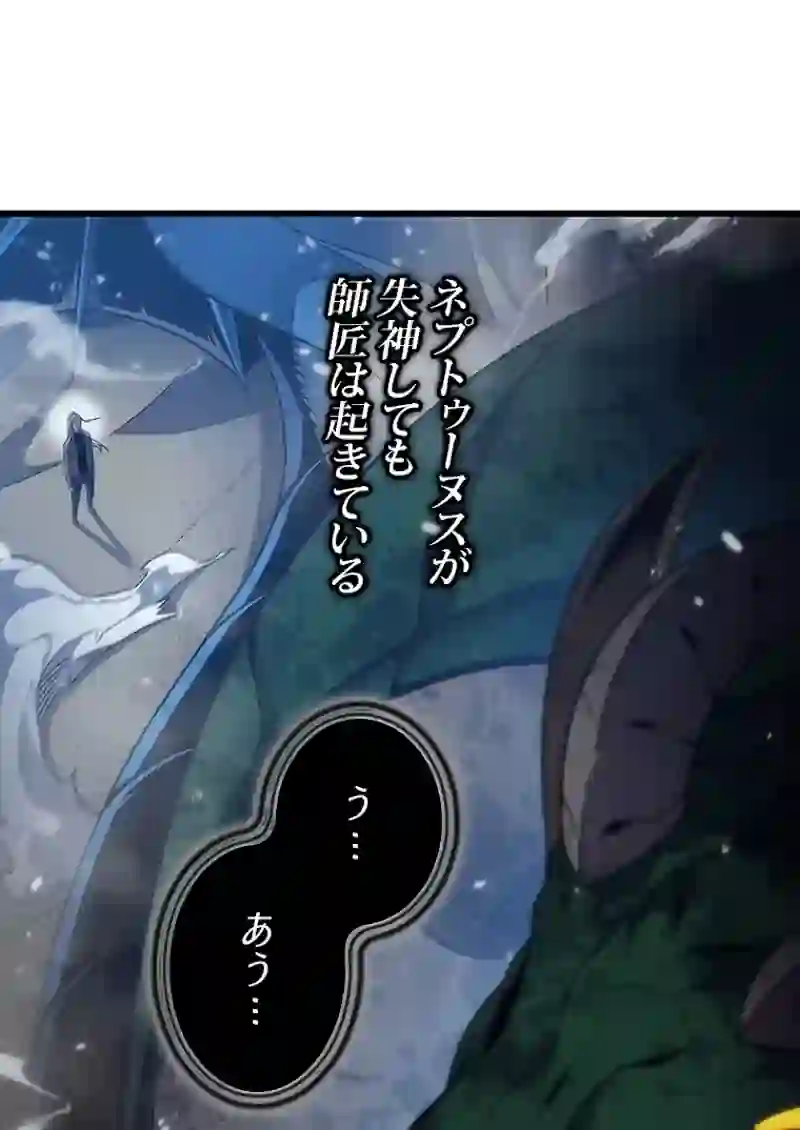 ネプトゥーヌスが
失神しても
師匠は起きている
う…
あう…